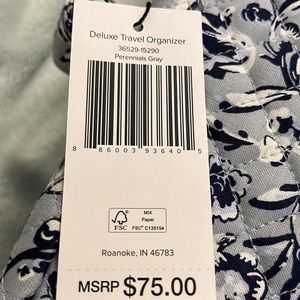 Deluxe Travel Organizer
36529-15290
Perennials Gray
8 86003 93640 5
FSC
MIX
Paper
FSC® C135154
Roanoke, IN 46783
MSRP $75.00